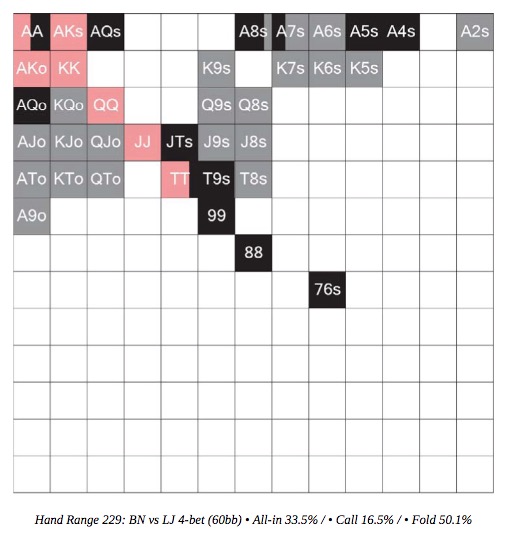 AA AKs AQs A8s A7s A6s A5s A4s A2s
AKo KK K9s K7s K6s K5s
AQo KQo QQ Q9s Q8s
AJo KJo QJo JJ JTs J9s J8s
ATo KTo QTo TT T9s T8s
A9o 99
88
76s
Hand Range 229: BN vs LJ 4-bet (60bb) • All-in 33.5% / • Call 16.5% / • Fold 50.1%